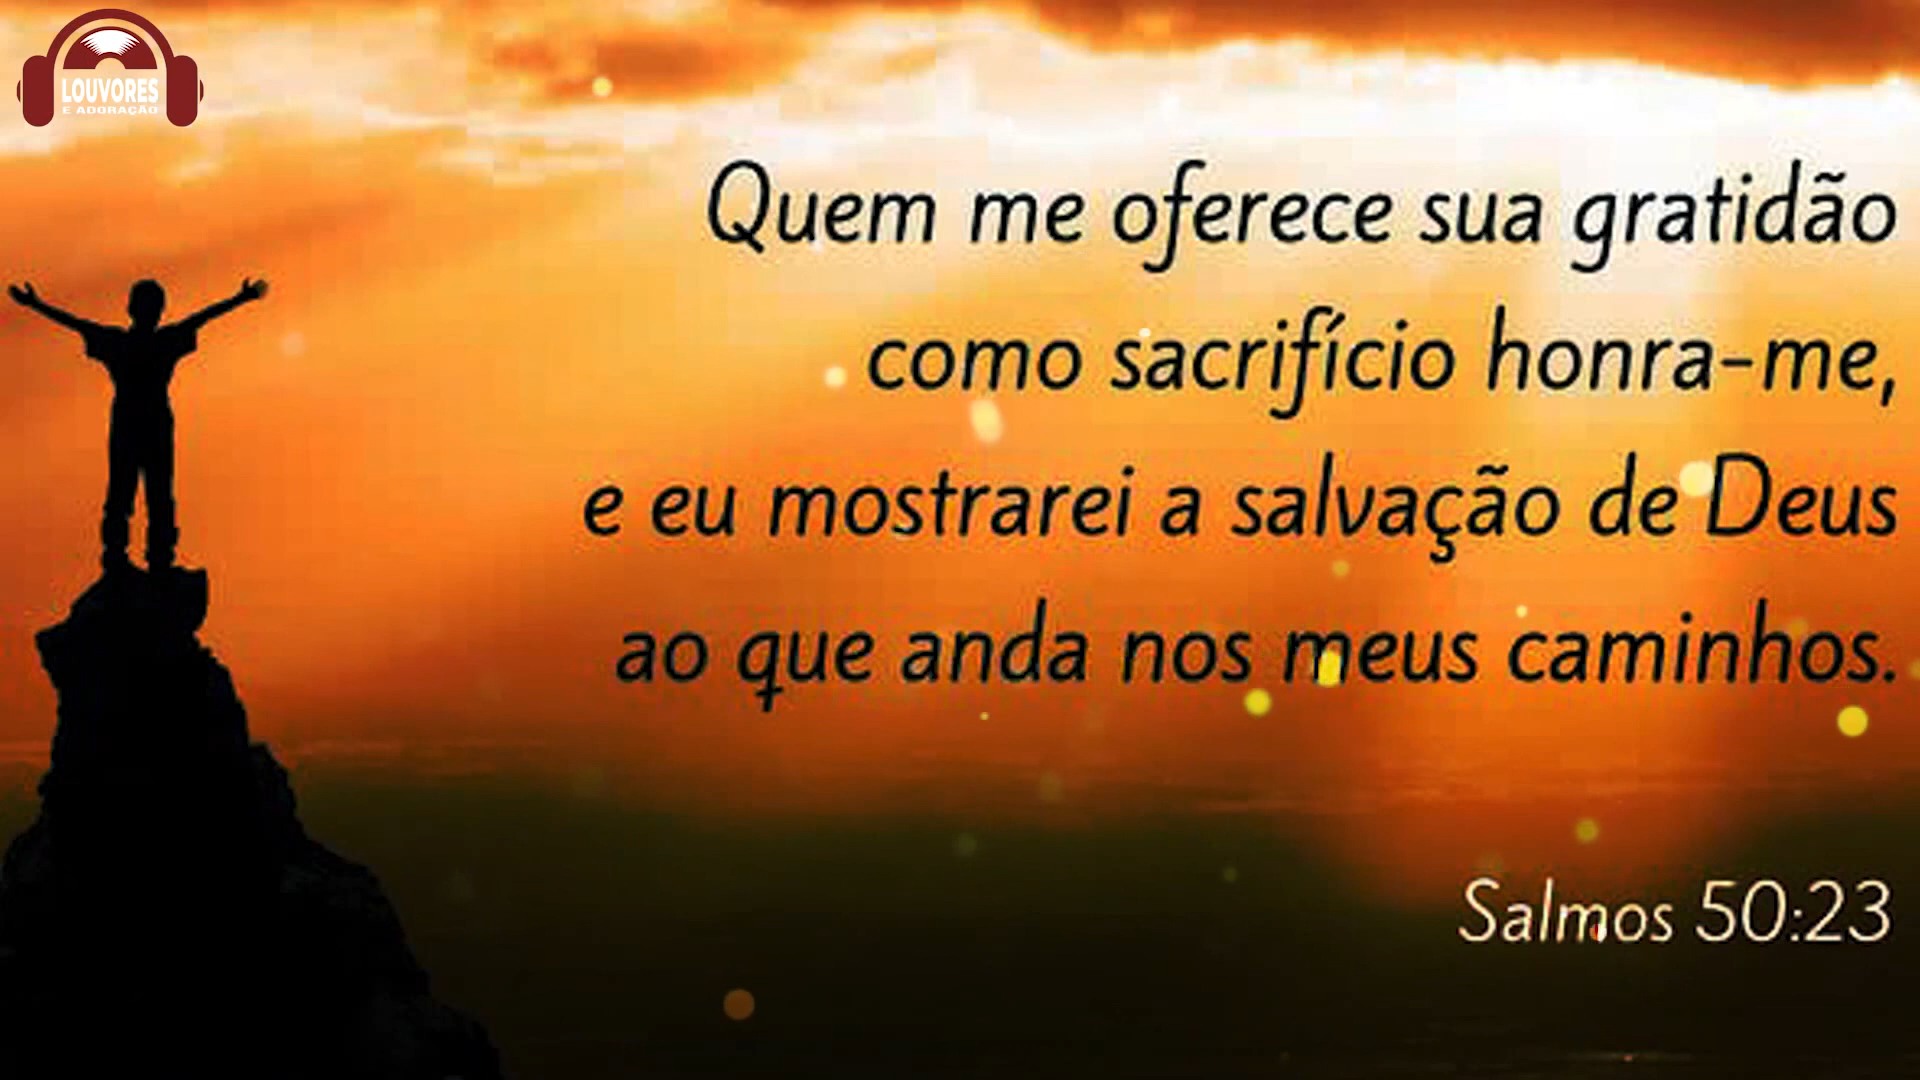 LOUVORES
E ADORAÇÃO
Quem me oferece sua gratidão
como sacrifício honra-me,
e eu mostrarei a salvação de Deus
ao que anda nos meus caminhos.
Salmos 50:23